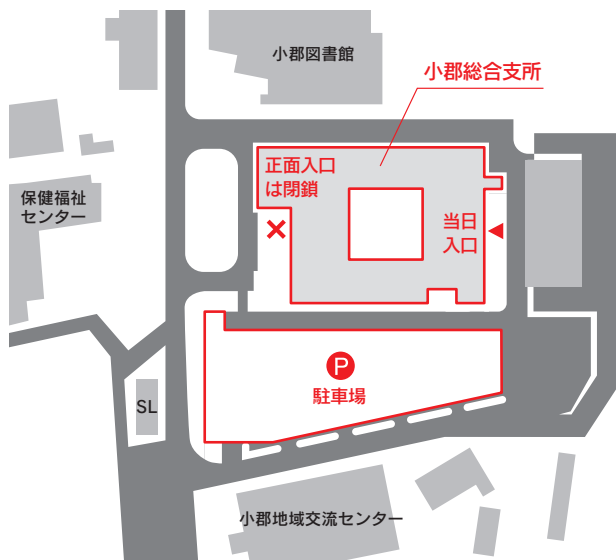 小郡図書館
小郡総合支所
正面入口
は閉鎖
保健福祉
センター
当日
入口
P
駐車場
SL
小郡地域交流センター